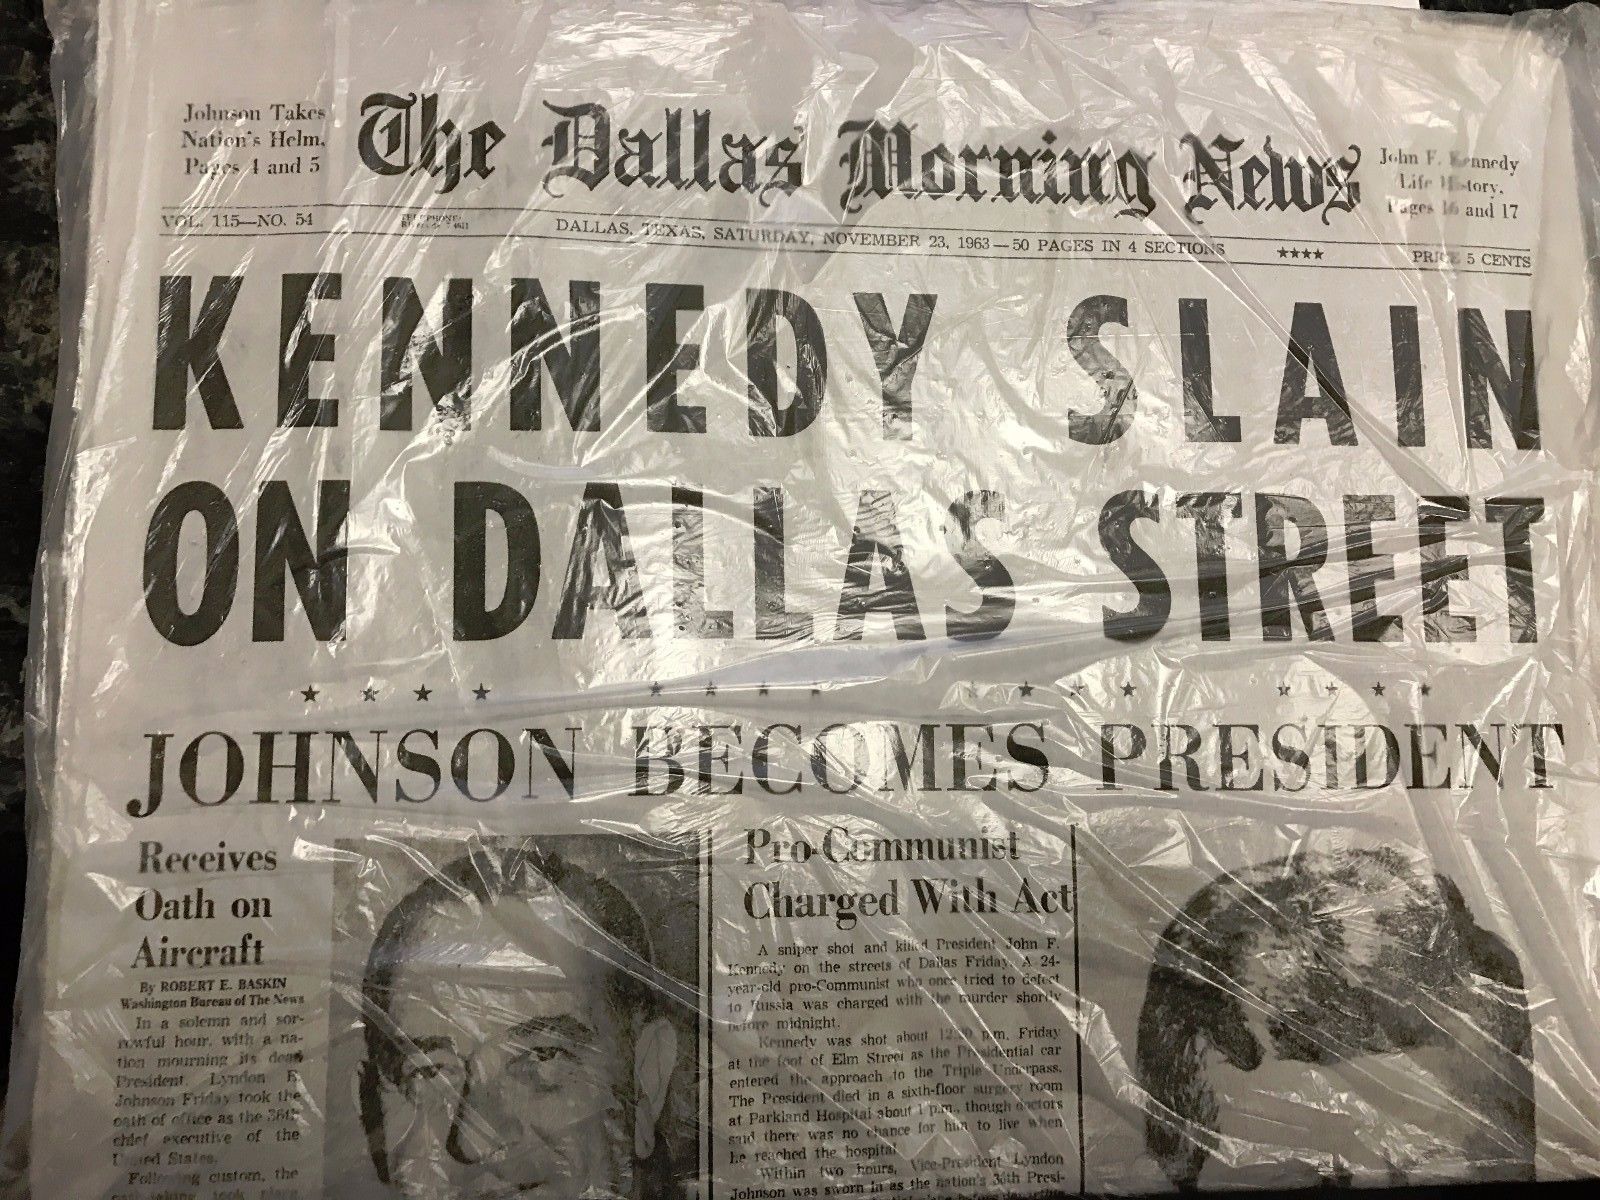 Johnson Takes
Nation's Helm,
Pages 4 and 5
The Dallas Morning News
John F. Kennedy
Life History,
Pages 16 and 17
VOL. 115—NO. 54
DALLAS, TEXAS, SATURDAY, NOVEMBER 23, 1963—50 PAGES IN 4 SECTIONS
★★★★
PRICE 5 CENTS
KENNEDY SLAIN
ON DALLAS STREET
JOHNSON BECOMES PRESIDENT
Receives
Oath on
Aircraft
By ROBERT E. BASKIN
Washington Bureau of The News
In a solemn and sor-
rowful hour, with a na-
tion mourning its dead
President, Lyndon B.
Johnson Friday took the
oath of office as the 36th
chief executive of the
United States.
Following custom, the
Pro-Communist
Charged With Act
A sniper shot and killed President John F.
Kennedy on the streets of Dallas Friday. A 24-
year-old pro-Communist who once tried to defect
to Russia was charged with the murder shortly
before midnight.
Kennedy was shot about p.m. Friday
at the foot of Elm Street as the Presidential car
entered the approach to the Triple Underpass.
The President died in a sixth-floor surgery room
at Parkland Hospital about 1 p.m., though doctors
said there was no chance for him to live when
he reached the hospital.
Within two hours, Vice-President Lyndon
Johnson was sworn in as the nation's 36th Presi-